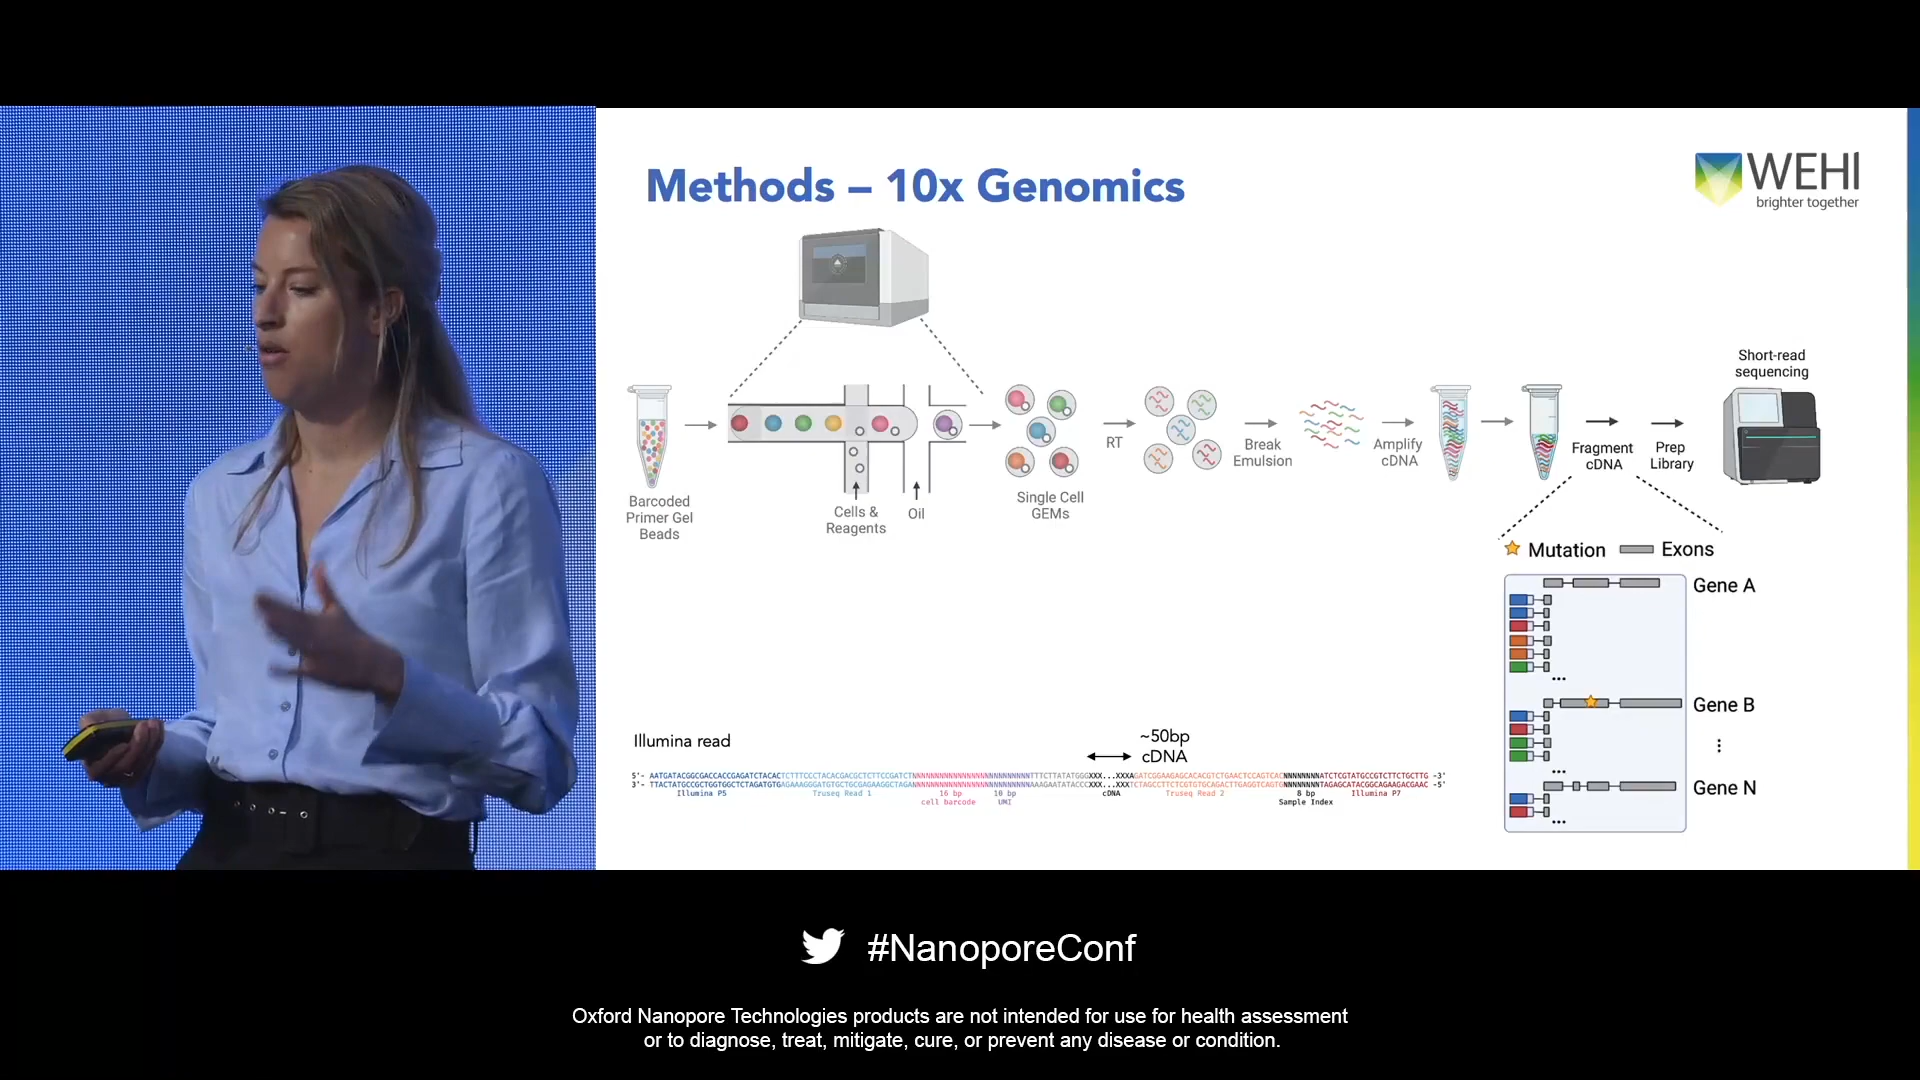 Methods – 10x Genomics
WEHI
brighter together
Short-read
sequencing
Barcoded
Primer Gel
Beads
Cells &
Reagents
Oil
Single Cell
GEMs
RT
Break
Emulsion
Amplify
cDNA
Fragment
cDNA
Prep
Library
Mutation
Exons
Gene A
...
Gene B
...
Gene N
...
Illumina read
~50bp
cDNA
Illumina P5
Truseq Read 1
16 bp
cell barcode
10 bp
UMI
cDNA
Truseq Read 2
8 bp
Sample Index
Illumina P7
#NanoporeConf
Oxford Nanopore Technologies products are not intended for use for health assessment
or to diagnose, treat, mitigate, cure, or prevent any disease or condition.